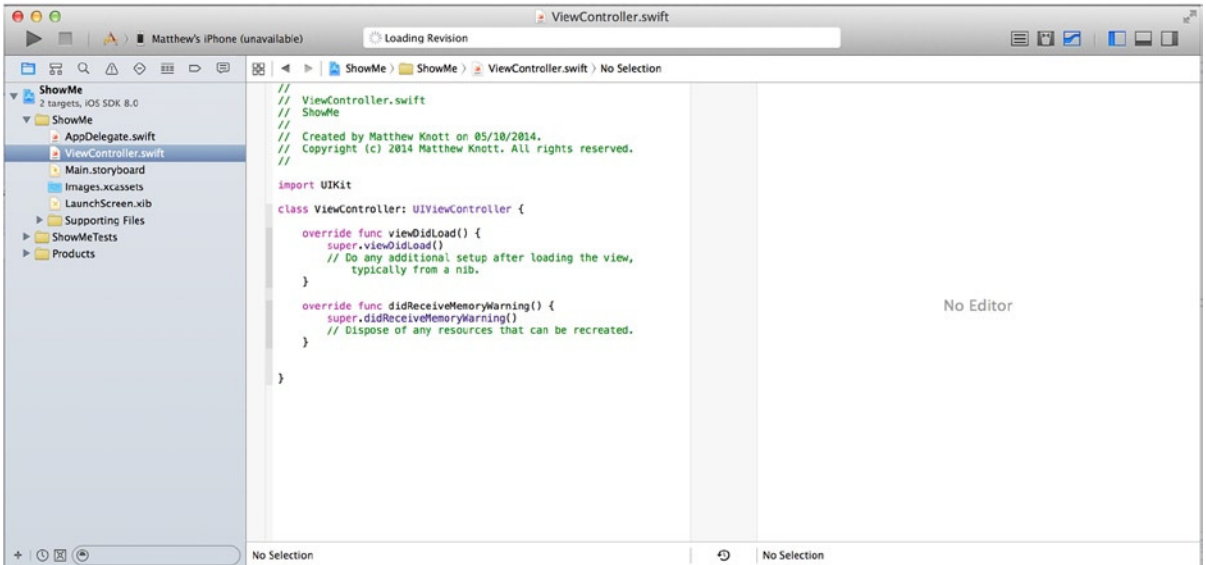 ViewController.swift
Matthew's iPhone (unavailable)
Loading Revision
ShowMe
2 targets, iOS SDK 8.0
ShowMe
AppDelegate.swift
ViewController.swift
Main.storyboard
Images.xcassets
LaunchScreen.xib
Supporting Files
ShowMeTests
Products
ShowMe
ShowMe
ViewController.swift
No Selection
//
// ViewController.swift
// ShowMe
//
// Created by Matthew Knott on 05/10/2014.
// Copyright (c) 2014 Matthew Knott. All rights reserved.
//
import UIKit
class ViewController: UIViewController {
override func viewDidLoad() {
super.viewDidLoad()
// Do any additional setup after loading the view,
typically from a nib.
}
override func didReceiveMemoryWarning() {
super.didReceiveMemoryWarning()
// Dispose of any resources that can be recreated.
}
}
No Editor
No Selection
No Selection